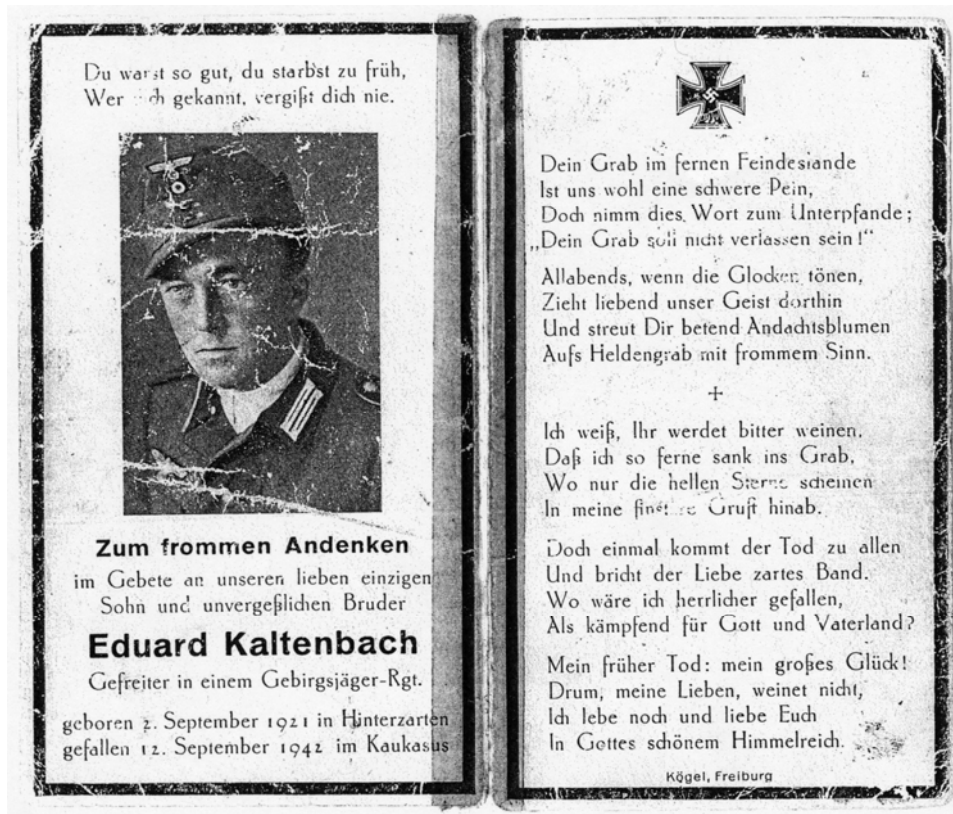 Du warst so gut, du starbst zu früh,
Wer dich gekannt, vergißt dich nie.
Zum frommen Andenken
im Gebete an unseren lieben einzigen
Sohn und unvergeßlichen Bruder
Eduard Kaltenbach
Gefreiter in einem Gebirgsjäger-Rgt.
geboren 2. September 1921 in Hinterzarten
gefallen 12. September 1942 im Kaukasus
Dein Grab im fernen Feindeslande
Ist uns wohl eine schwere Pein,
Doch nimm dies Wort zum Unterpfande;
„Dein Grab soll nicht verlassen sein!“
Allabends, wenn die Glocken tönen,
Zieht liebend unser Geist dorthin
Und streut Dir betend Andachtsblumen
Aufs Heldengrab mit frommem Sinn.
Ich weiß, Ihr werdet bitter weinen,
Daß ich so ferne sank ins Grab,
Wo nur die hellen Sterne scheinen
In meine finstre Gruft hinab.
Doch einmal kommt der Tod zu allen
Und bricht der Liebe zartes Band.
Wo wäre ich herrlicher gefallen,
Als kämpfend für Gott und Vaterland?
Mein früher Tod: mein großes Glück!
Drum, meine Lieben, weinet nicht,
Ich lebe noch und liebe Euch
In Gottes schönem Himmelreich.
Kögel, Freiburg